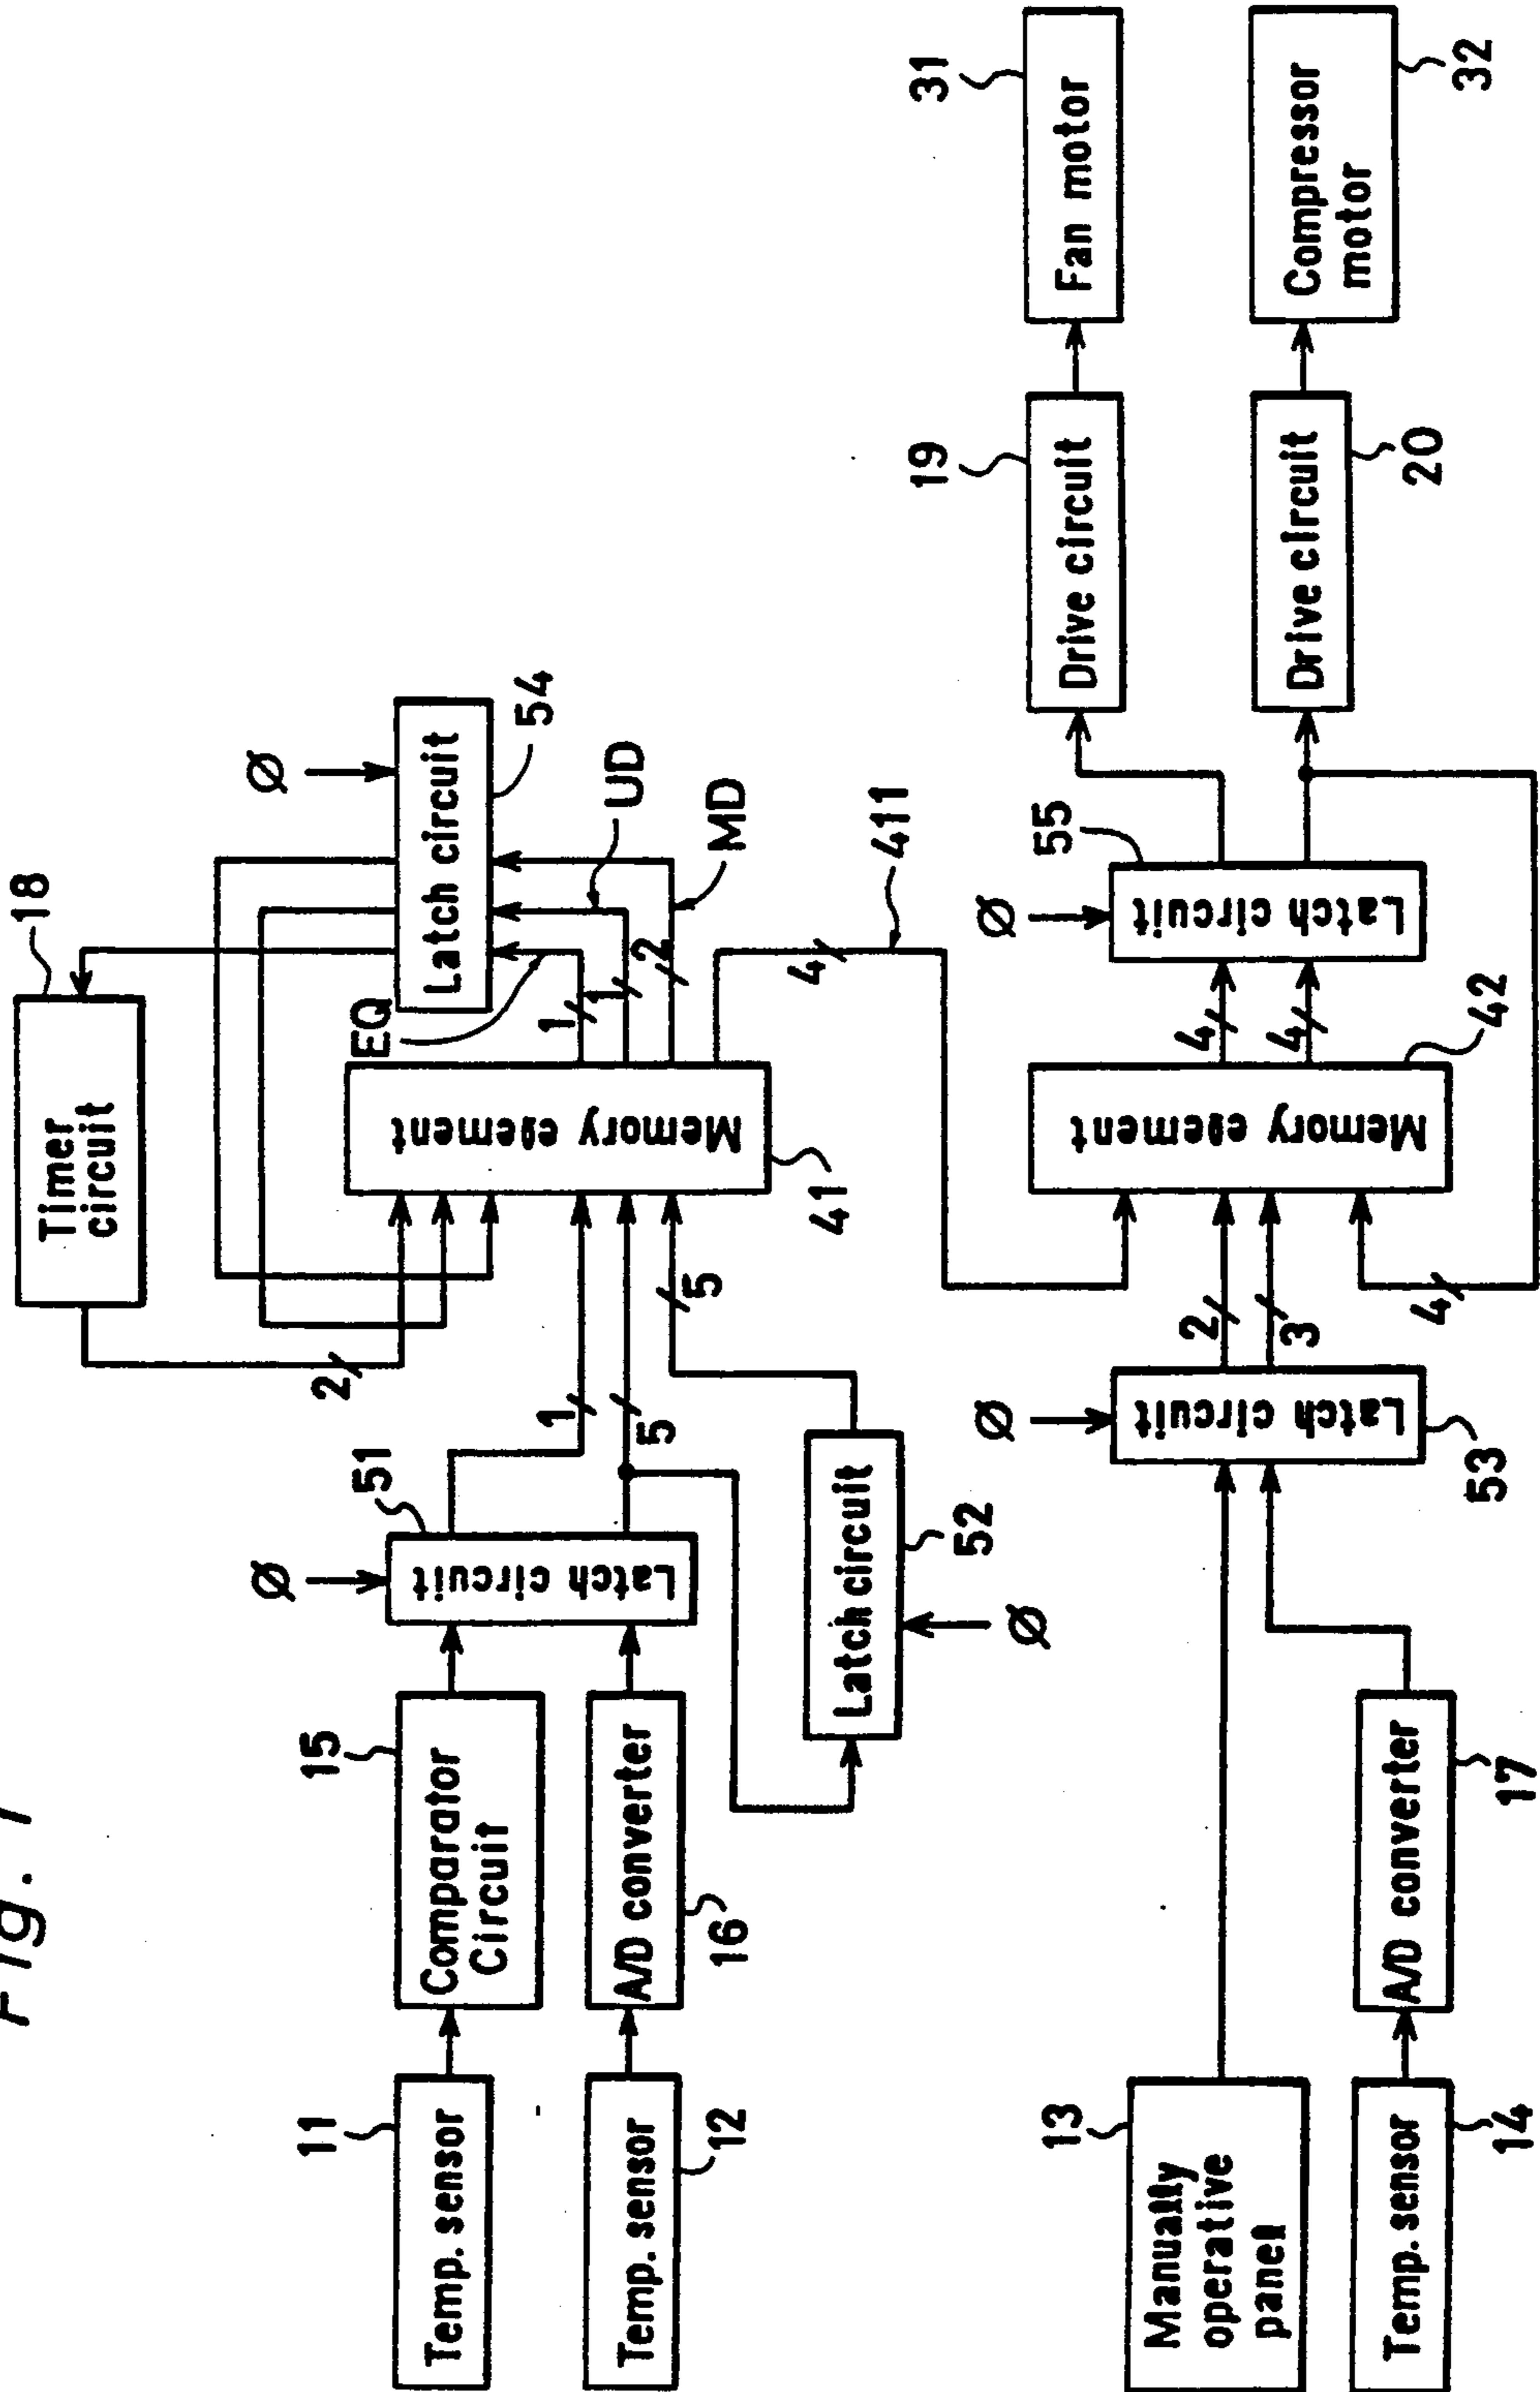 Fig. 1
11
Temp. sensor
15
Comparator
Circuit
Ø
51
Latch circuit
12
Temp. sensor
16
A/D converter
Latch circuit
52
Ø
1
5
5
2
18
Timer
circuit
41
Memory element
EQ
1
1
2
UD
MD
Ø
Latch circuit
54
4
411
13
Manually
operative
panel
14
Temp. sensor
17
A/D converter
Ø
Latch circuit
53
2
3
4
Memory element
42
4
4
Ø
55
Latch circuit
19
Drive circuit
31
Fan motor
Drive circuit
20
Compressor
motor
32